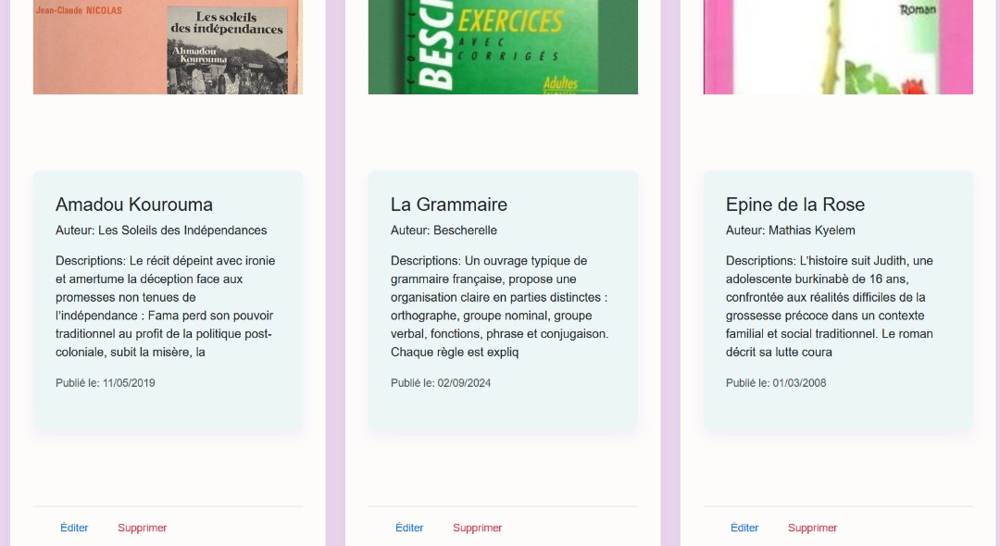 Jean-Claude NICOLAS
Les soleils
des indépendances
Ahmadou
Kourouma
BESC
EXERCICES
AVEC
CORRIGÉS
Adultes
Roman
Amadou Kourouma
Auteur: Les Soleils des Indépendances
Descriptions: Le récit dépeint avec ironie
et amertume la déception face aux
promesses non tenues de
l’indépendance : Fama perd son pouvoir
traditionnel au profit de la politique post-
coloniale, subit la misère, la
Publié le: 11/05/2019
Éditer Supprimer
La Grammaire
Auteur: Bescherelle
Descriptions: Un ouvrage typique de
grammaire française, propose une
organisation claire en parties distinctes :
orthographe, groupe nominal, groupe
verbal, fonctions, phrase et conjugaison.
Chaque règle est expliq
Publié le: 02/09/2024
Éditer Supprimer
Epine de la Rose
Auteur: Mathias Kyelem
Descriptions: L’histoire suit Judith, une
adolescente burkinabè de 16 ans,
confrontée aux réalités difficiles de la
grossesse précoce dans un contexte
familial et social traditionnel. Le roman
décrit sa lutte coura
Publié le: 01/03/2008
Éditer Supprimer